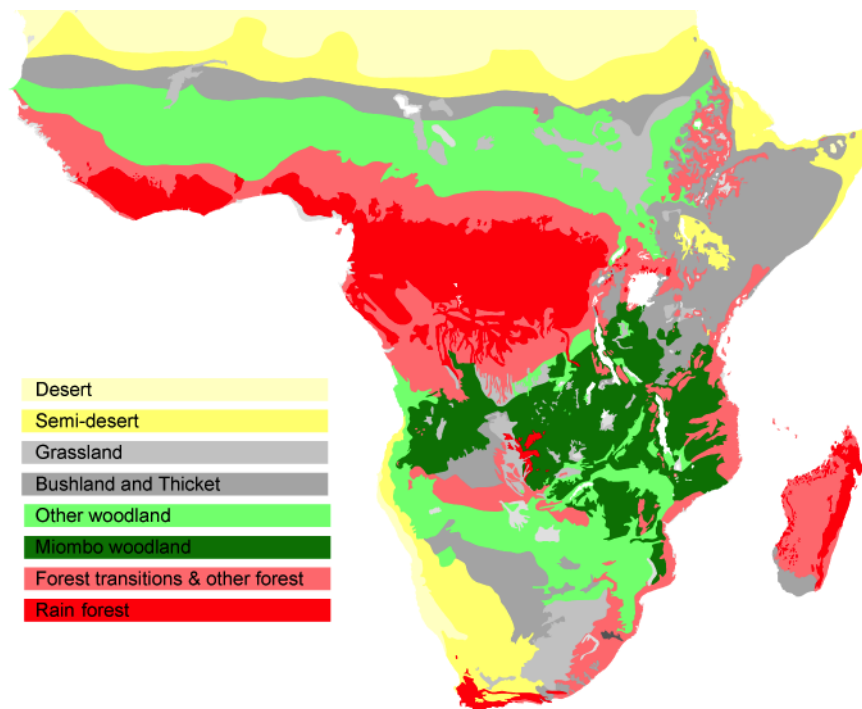 Desert
Semi-desert
Grassland
Bushland and Thicket
Other woodland
Miombo woodland
Forest transitions & other forest
Rain forest